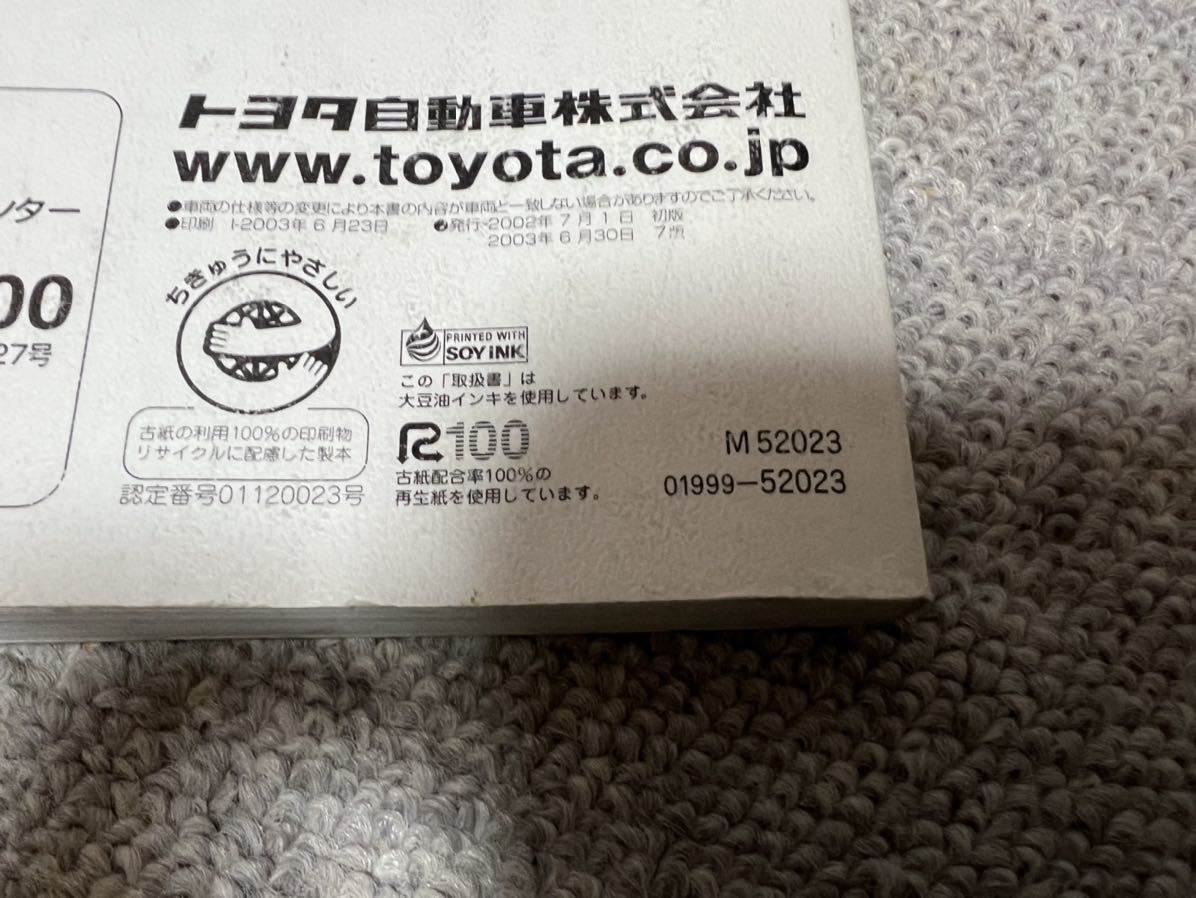 トヨタ自動車株式会社
www.toyota.co.jp
●車両の仕様等の変更により本書の内容が車両と一致しない場合がありますのでご了承ください。
●印刷 ト-2003年6月23日 ●発行-2002年7月1日 初版
2003年6月30日 7版
ンター
00
27号
ちきゅうにやさしい
古紙の利用100%の印刷物
リサイクルに配慮した製本
認定番号01120023号
PRINTED WITH
SOY INK
この「取扱書」は
大豆油インキを使用しています。
R100
古紙配合率100%の
再生紙を使用しています。
M 52023
01999-52023